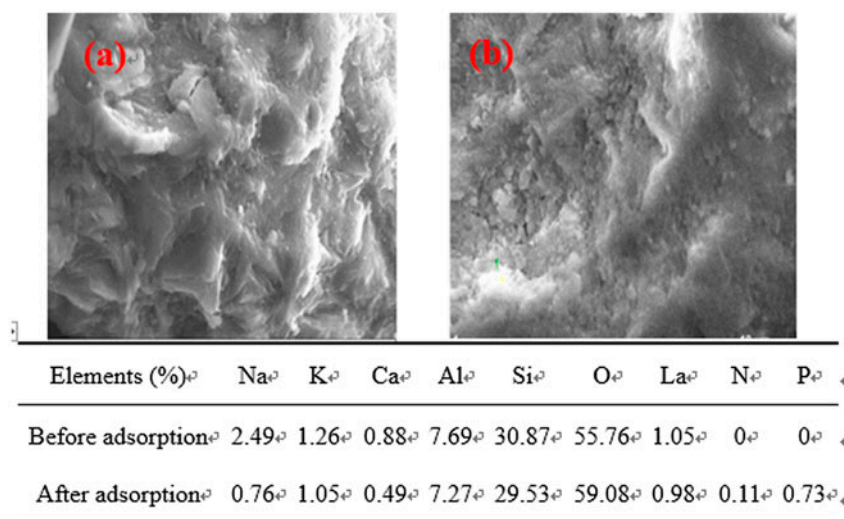 (a) (b)
Elements (%) Na K Ca Al Si O La N P
Before adsorption 2.49 1.26 0.88 7.69 30.87 55.76 1.05 0 0
After adsorption 0.76 1.05 0.49 7.27 29.53 59.08 0.98 0.11 0.73